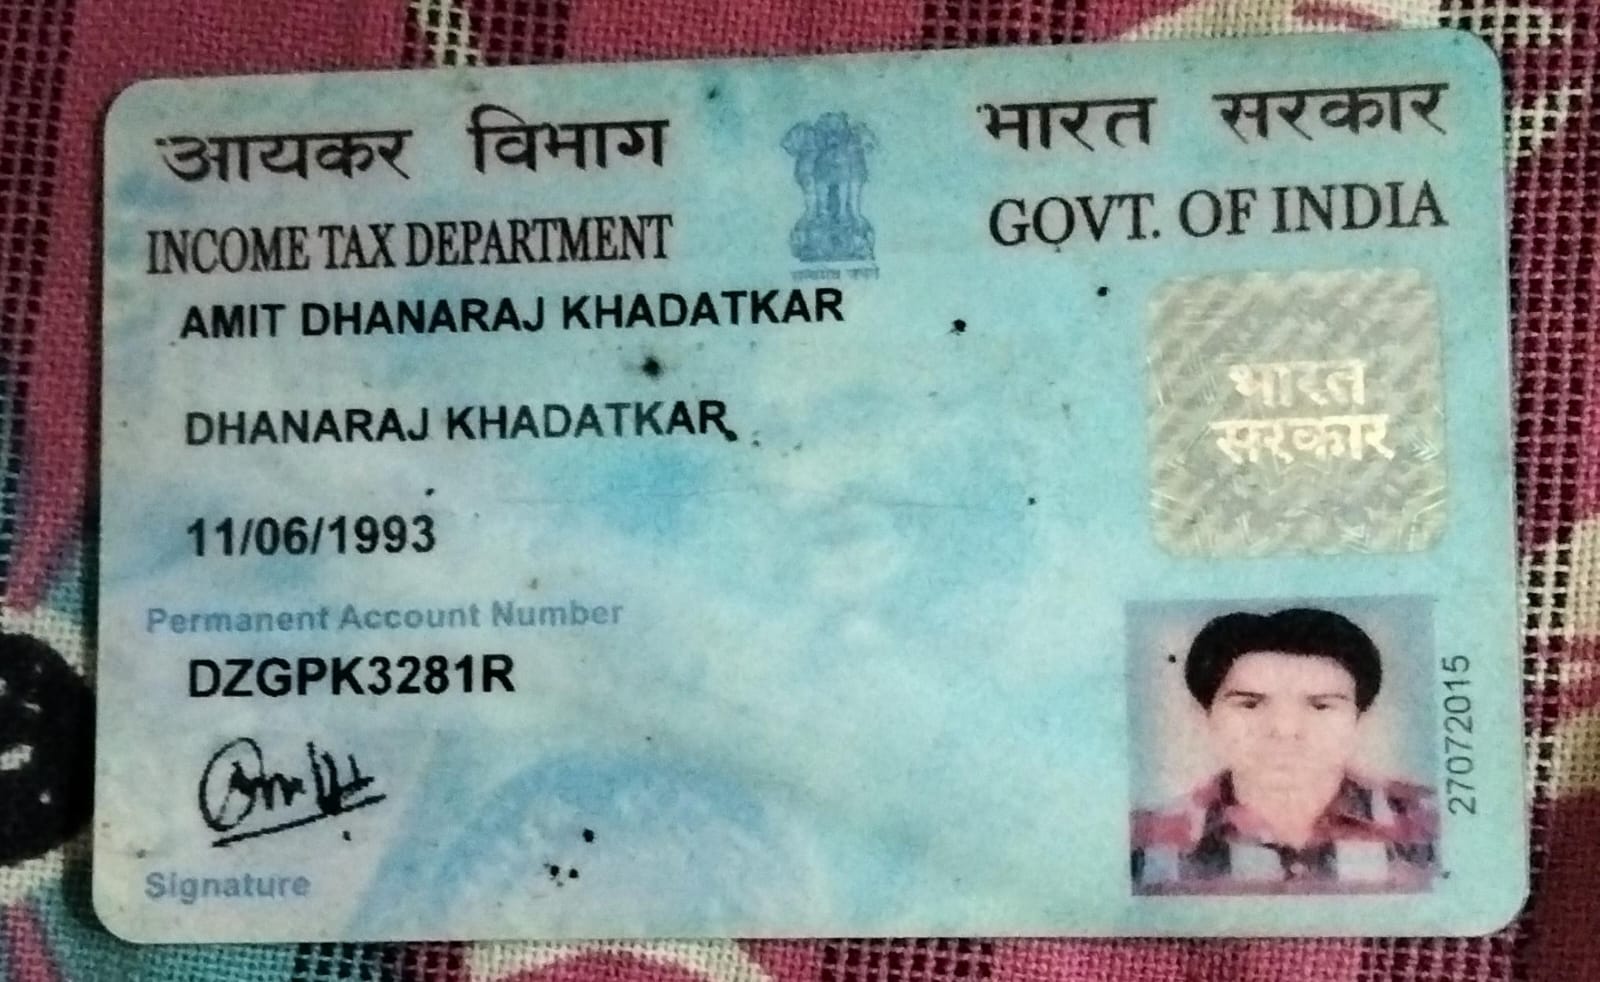 आयकर विभाग
INCOME TAX DEPARTMENT
भारत सरकार
GOVT. OF INDIA
AMIT DHANARAJ KHADATKAR
DHANARAJ KHADATKAR
11/06/1993
Permanent Account Number
DZGPK3281R
Signature
भारत
सरकार
27072015